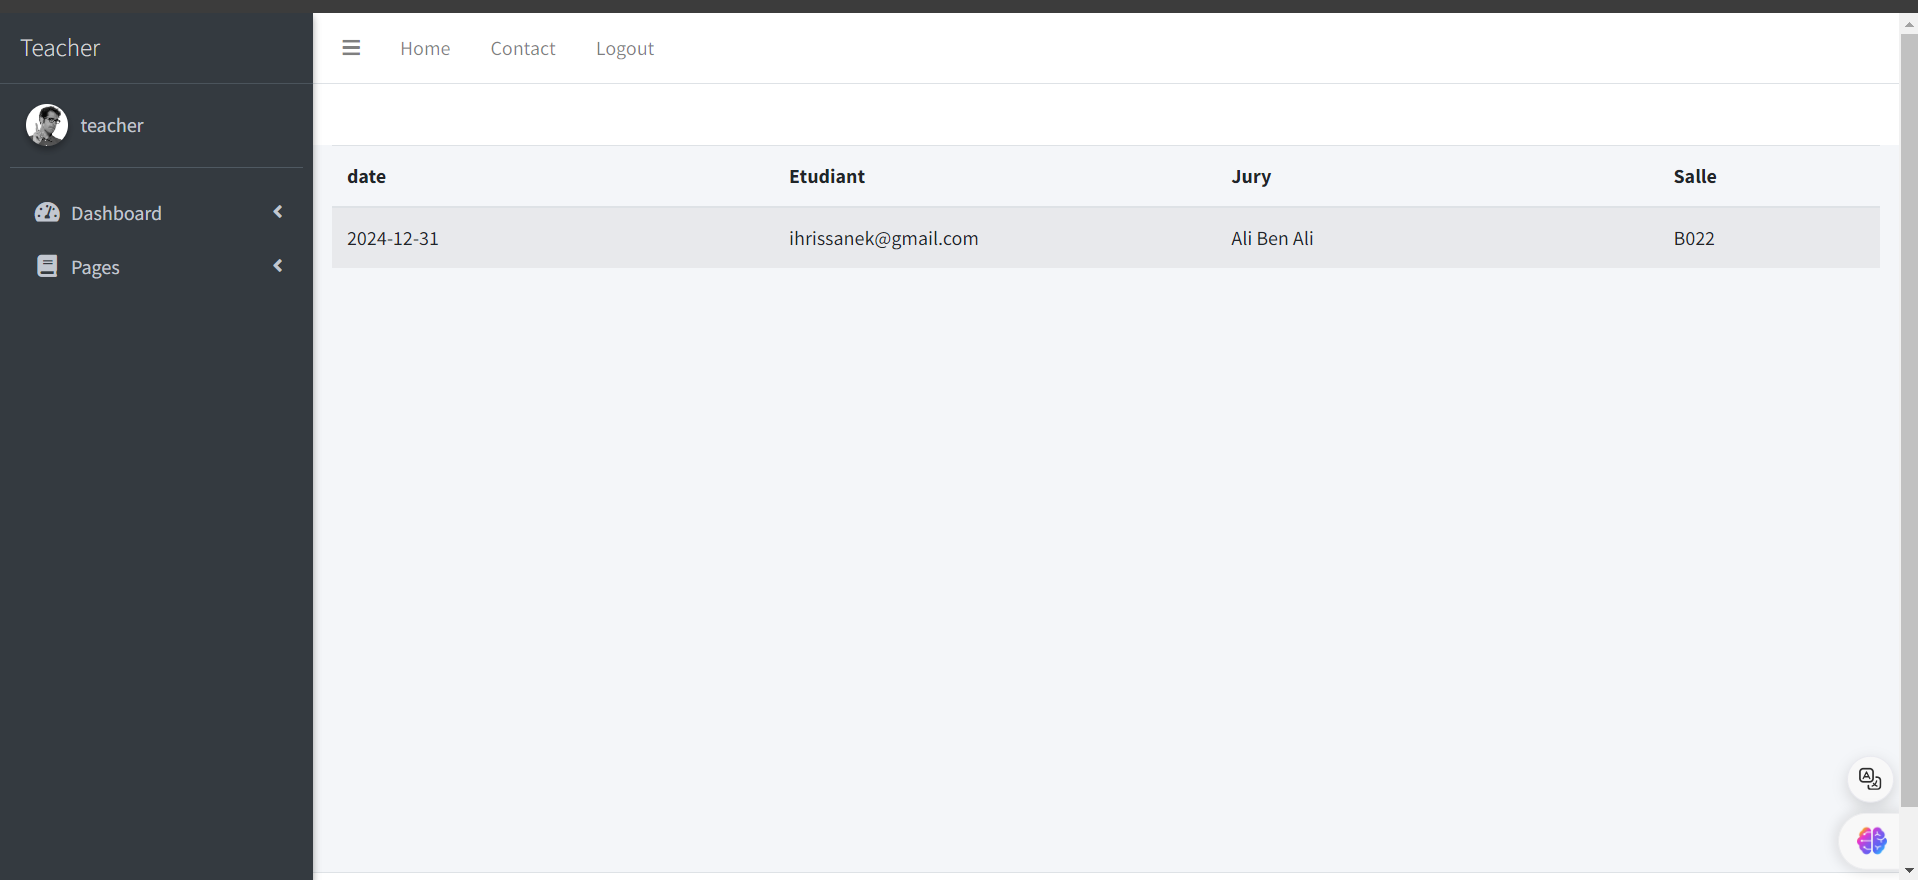 Teacher
Home Contact Logout
teacher
Dashboard
Pages
date Etudiant Jury Salle
2024-12-31 ihrissanek@gmail.com Ali Ben Ali B022